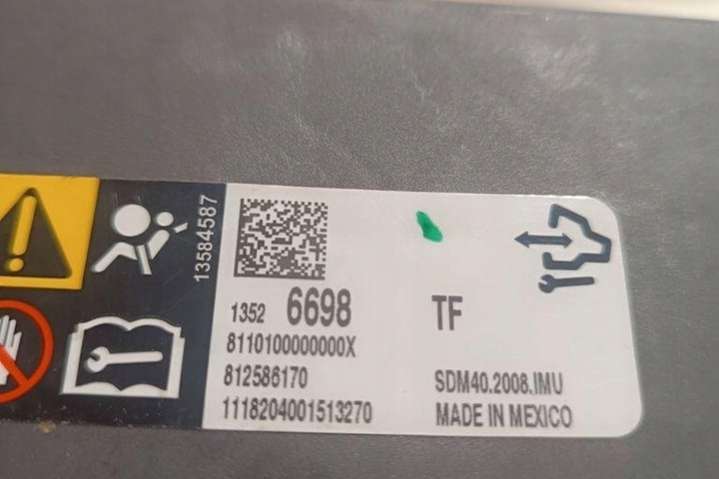 13584587
1352 6698 TF
8110100000000X
812586170 SDM40.2008.IMU
1118204001513270 MADE IN MEXICO